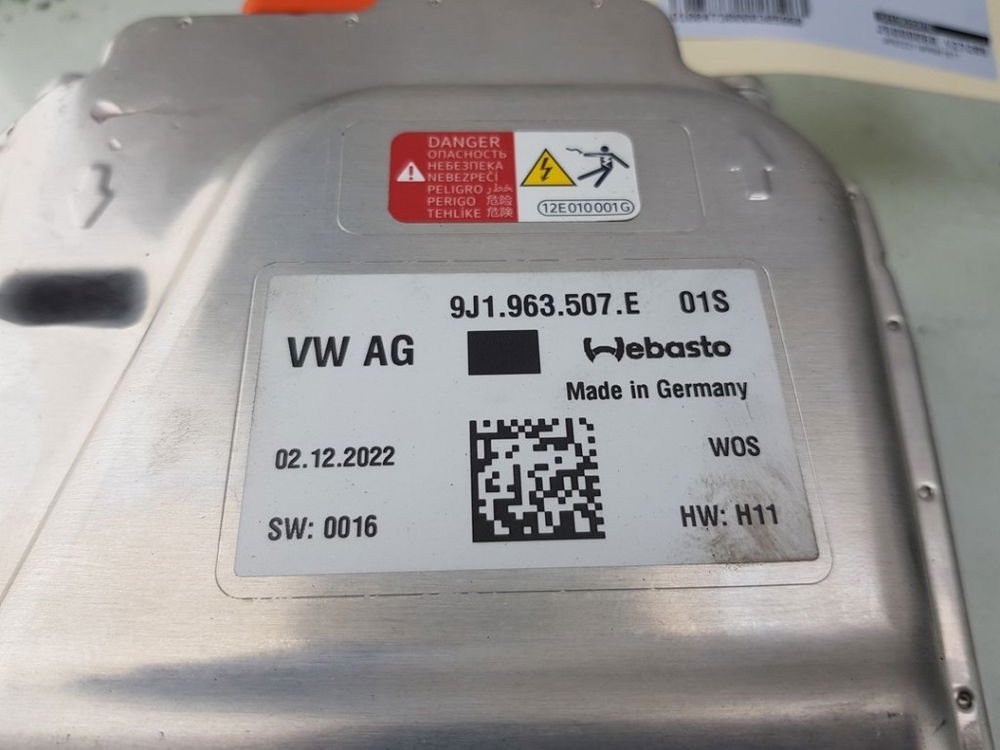 DANGER
ОПАСНОСТЬ
НЕБЕЗПЕКА
NEBEZPEČÍ
PELIGRO خطر
PERIGO 危险
TEHLİKE 危険
12E010001G
9J1.963.507.E 01S
VW AG Webasto
Made in Germany
02.12.2022 WOS
SW: 0016 HW: H11